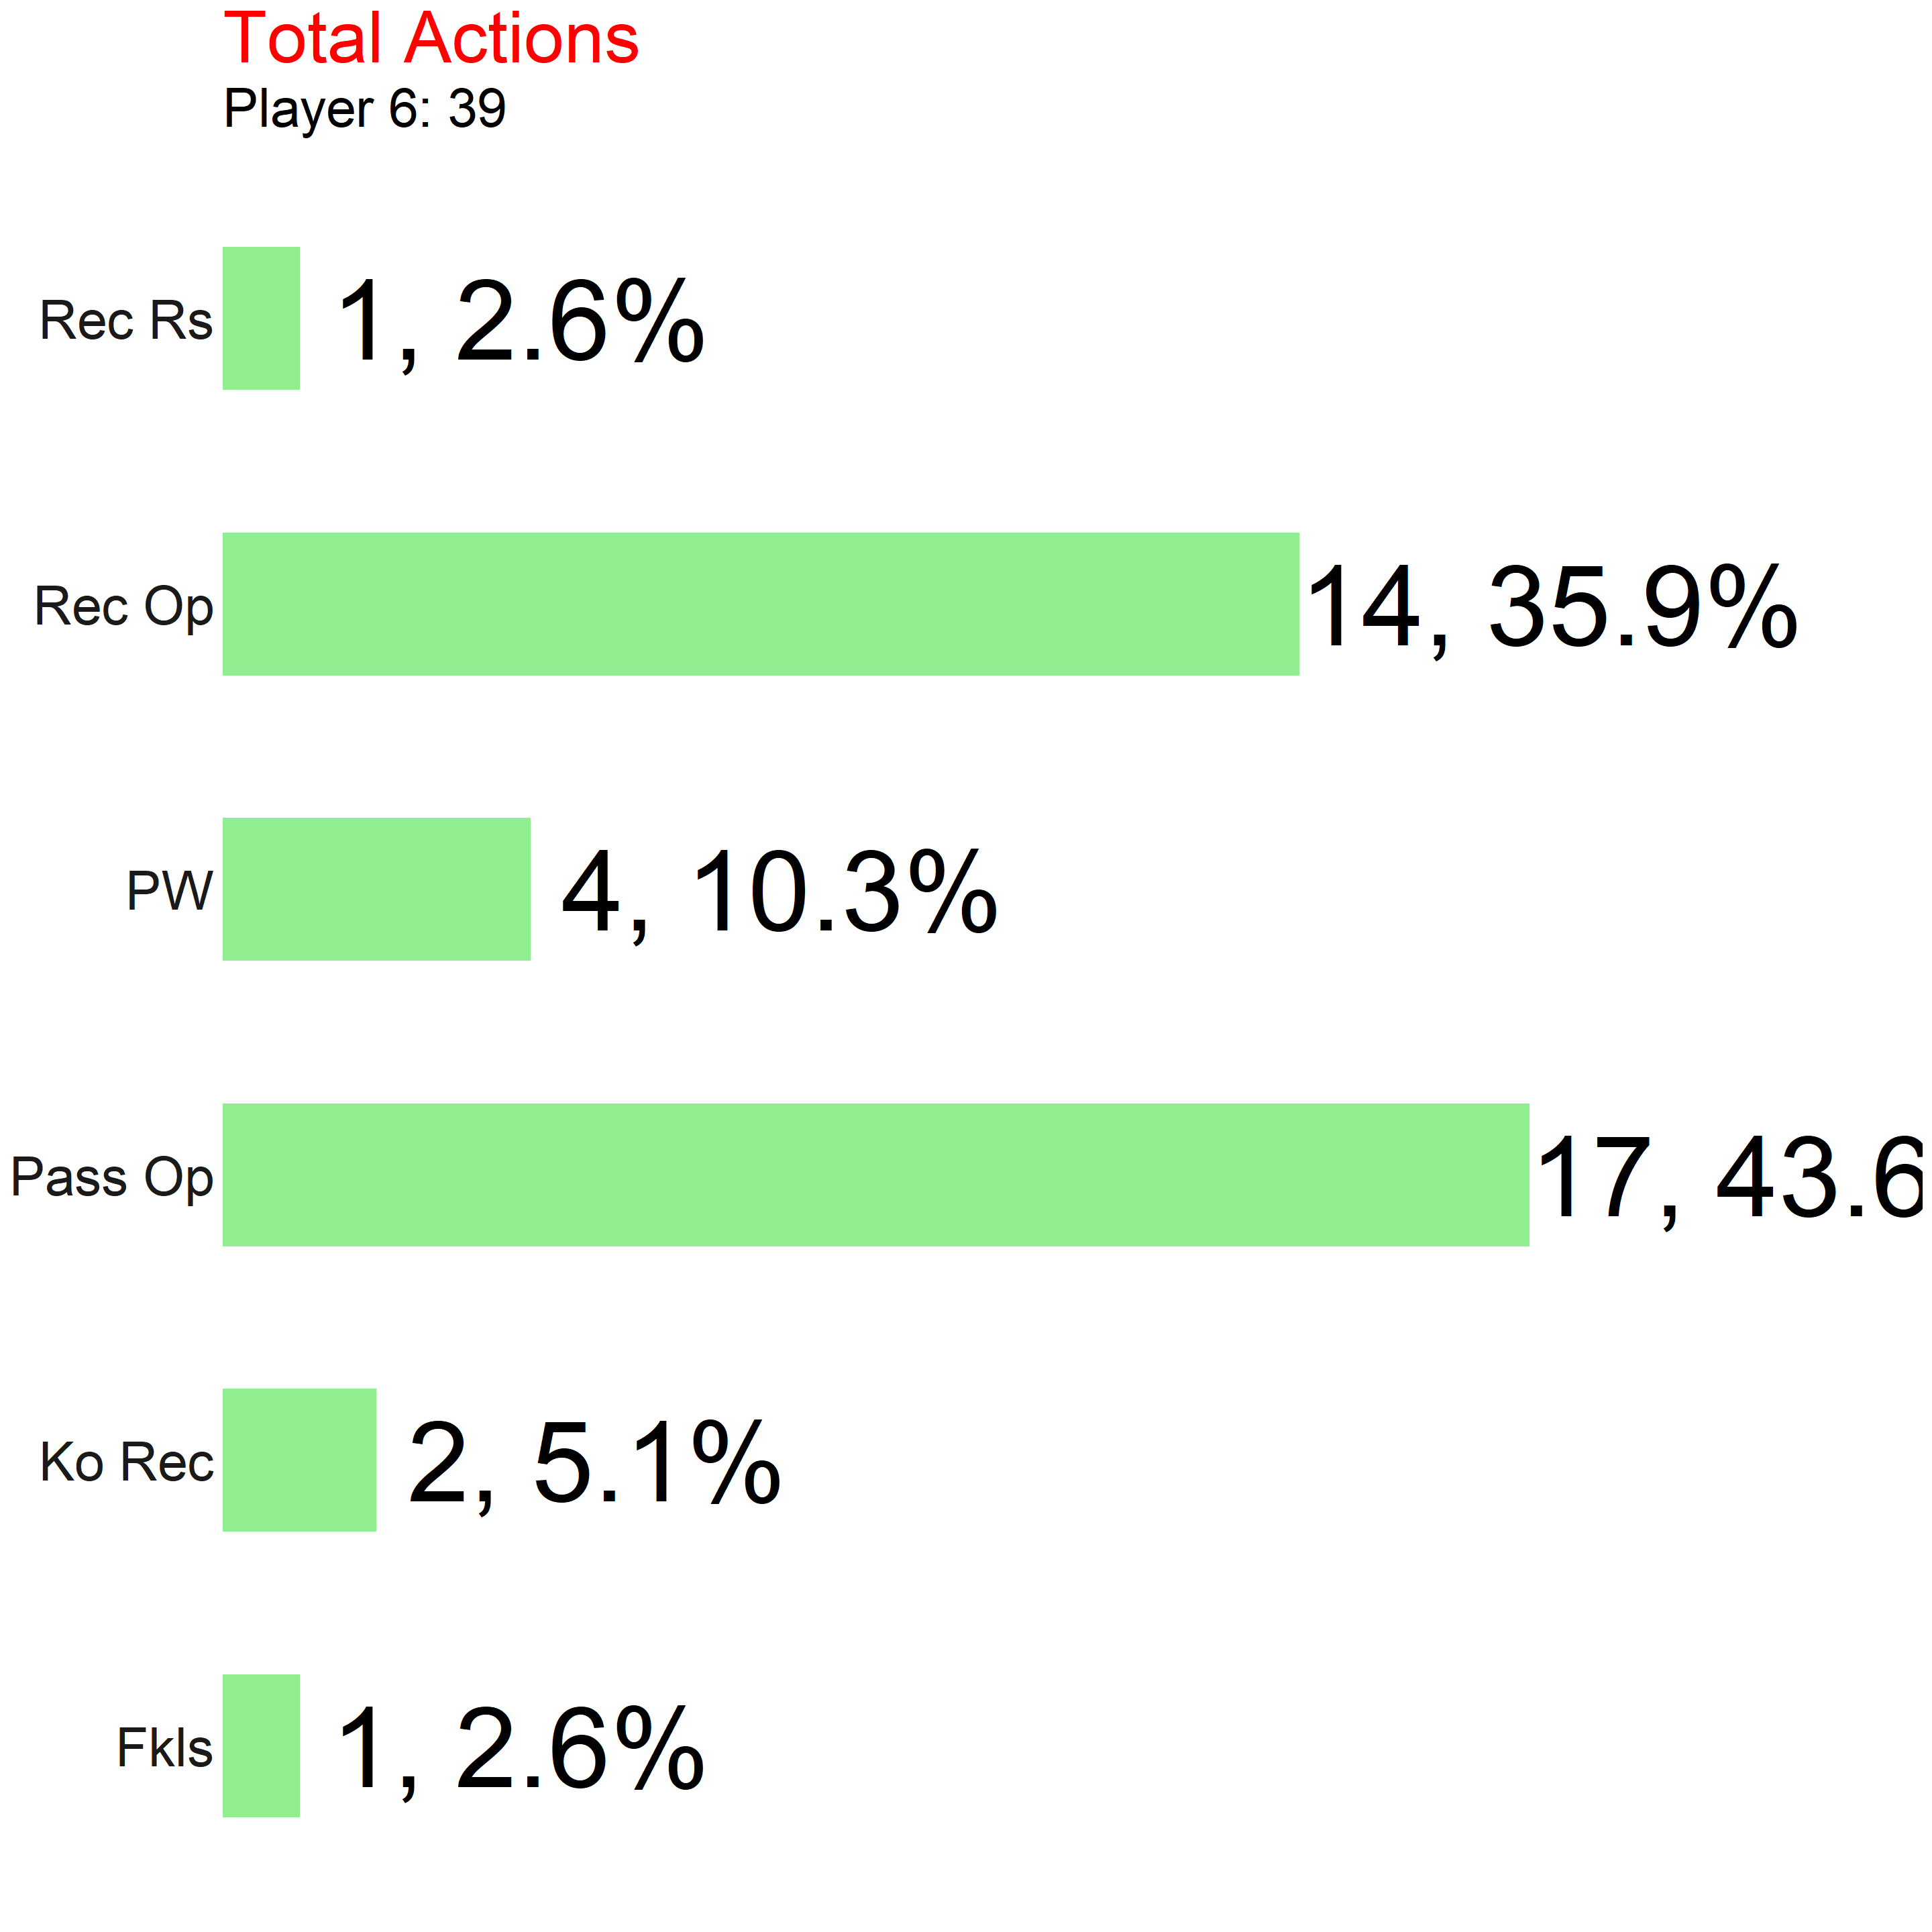 Total Actions
Player 6: 39
Rec Rs 1, 2.6%
Rec Op 14, 35.9%
PW 4, 10.3%
Pass Op 17, 43.6
Ko Rec 2, 5.1%
Fkls 1, 2.6%